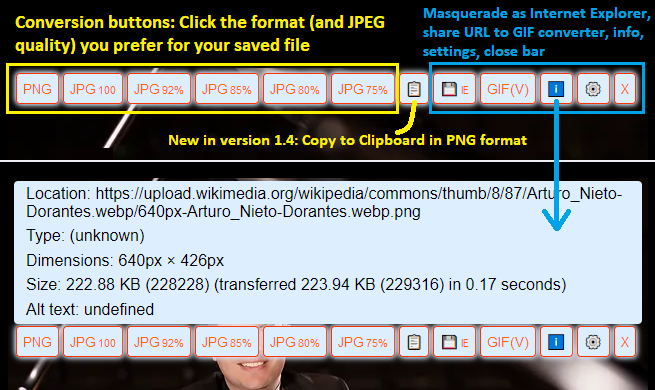 Conversion buttons: Click the format (and JPEG
quality) you prefer for your saved file
Masquerade as Internet Explorer,
share URL to GIF converter, info,
settings, close bar
PNG JPG 100 JPG 92% JPG 85% JPG 80% JPG 75% IE GIF(V) i X
New in version 1.4: Copy to Clipboard in PNG format
Location: https://upload.wikimedia.org/wikipedia/commons/thumb/8/87/Arturo_Nieto-
Dorantes.webp/640px-Arturo_Nieto-Dorantes.webp.png
Type: (unknown)
Dimensions: 640px × 426px
Size: 222.88 KB (228228) (transferred 223.94 KB (229316) in 0.17 seconds)
Alt text: undefined
PNG JPG 100 JPG 92% JPG 85% JPG 80% JPG 75% IE GIF(V) i X